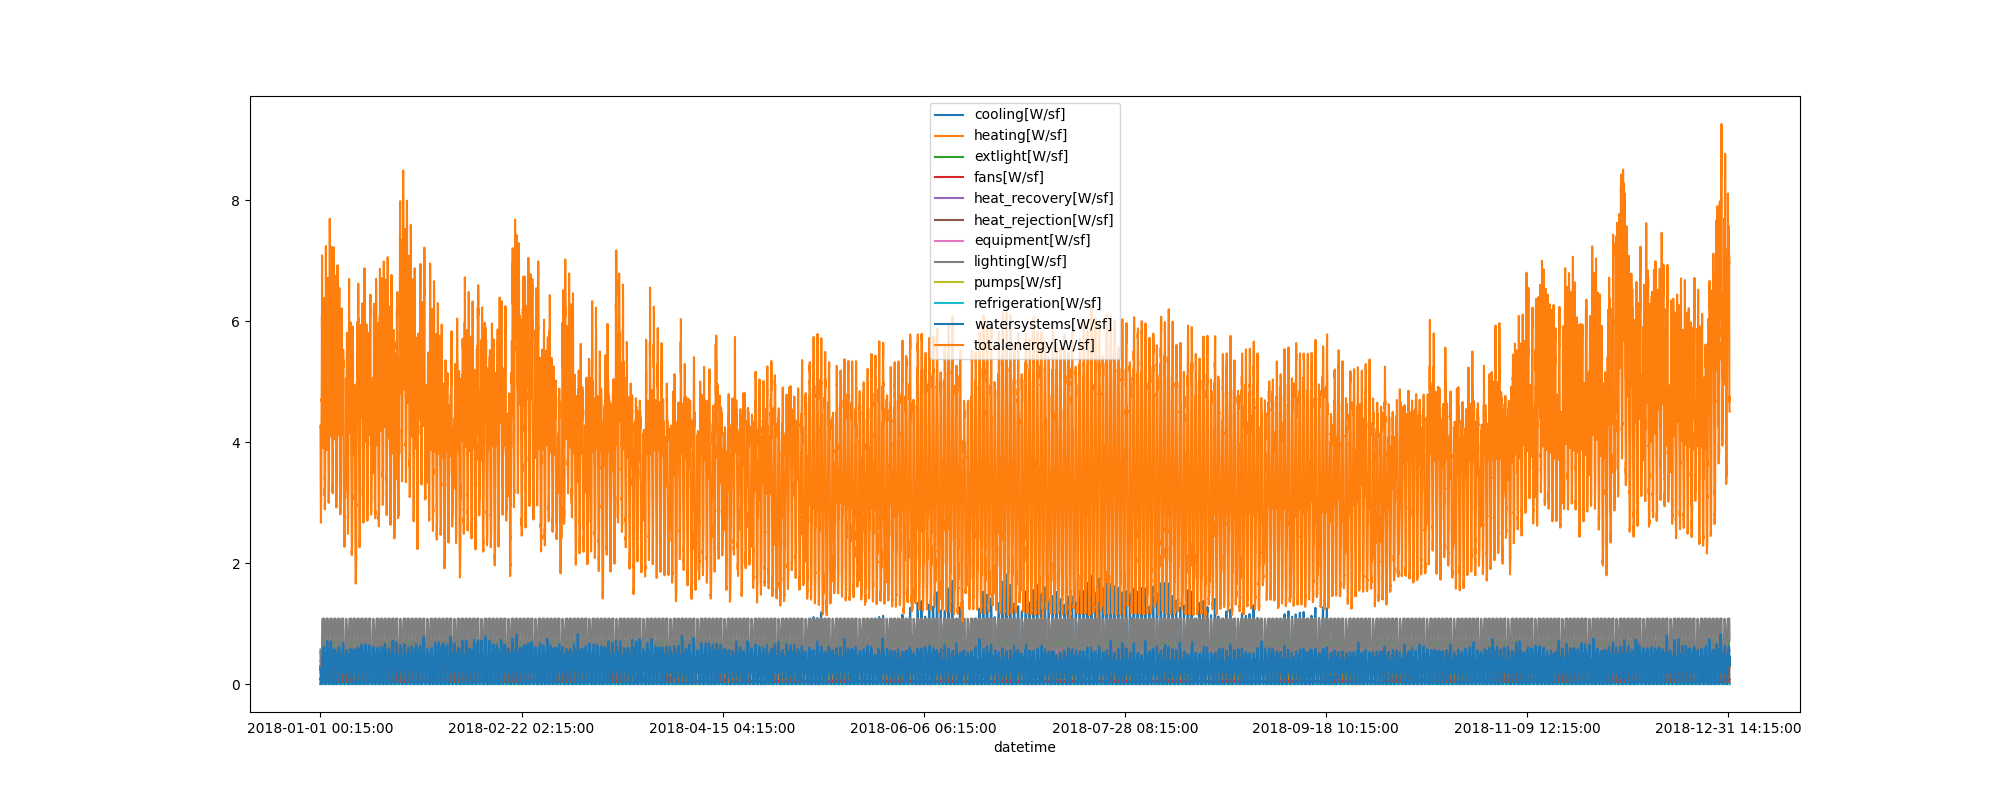 cooling[W/sf]
heating[W/sf]
extlight[W/sf]
fans[W/sf]
heat_recovery[W/sf]
heat_rejection[W/sf]
equipment[W/sf]
lighting[W/sf]
pumps[W/sf]
refrigeration[W/sf]
watersystems[W/sf]
totalenergy[W/sf]
8
6
4
2
0
2018-01-01 00:15:00 2018-02-22 02:15:00 2018-04-15 04:15:00 2018-06-06 06:15:00 2018-07-28 08:15:00 2018-09-18 10:15:00 2018-11-09 12:15:00 2018-12-31 14:15:00
datetime